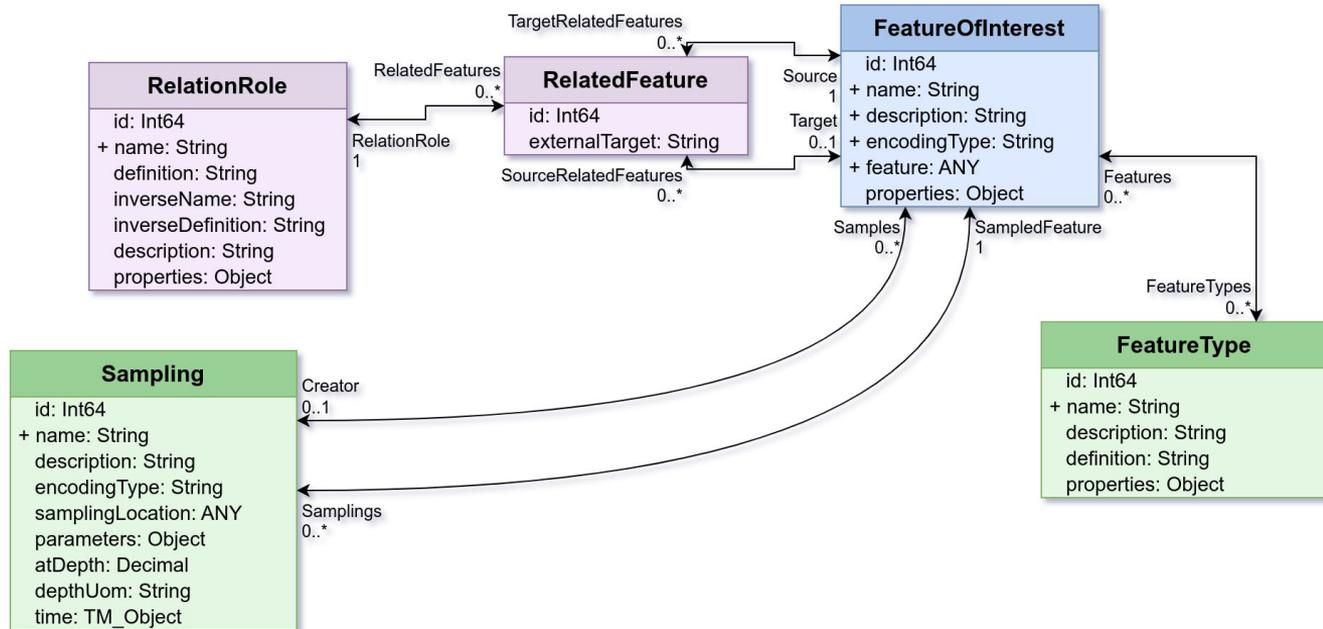 TargetRelatedFeatures
0..*
FeatureOfInterest
id: Int64
+ name: String
+ description: String
+ encodingType: String
+ feature: ANY
properties: Object
Source
1
Target
0..1
RelatedFeature
id: Int64
externalTarget: String
RelatedFeatures
0..*
RelationRole
1
SourceRelatedFeatures
0..*
RelationRole
id: Int64
+ name: String
definition: String
inverseName: String
inverseDefinition: String
description: String
properties: Object
Features
0..*
Samples
0..*
SampledFeature
1
FeatureTypes
0..*
FeatureType
id: Int64
+ name: String
description: String
definition: String
properties: Object
Sampling
id: Int64
+ name: String
description: String
encodingType: String
samplingLocation: ANY
parameters: Object
atDepth: Decimal
depthUom: String
time: TM_Object
Creator
0..1
Samplings
0..*